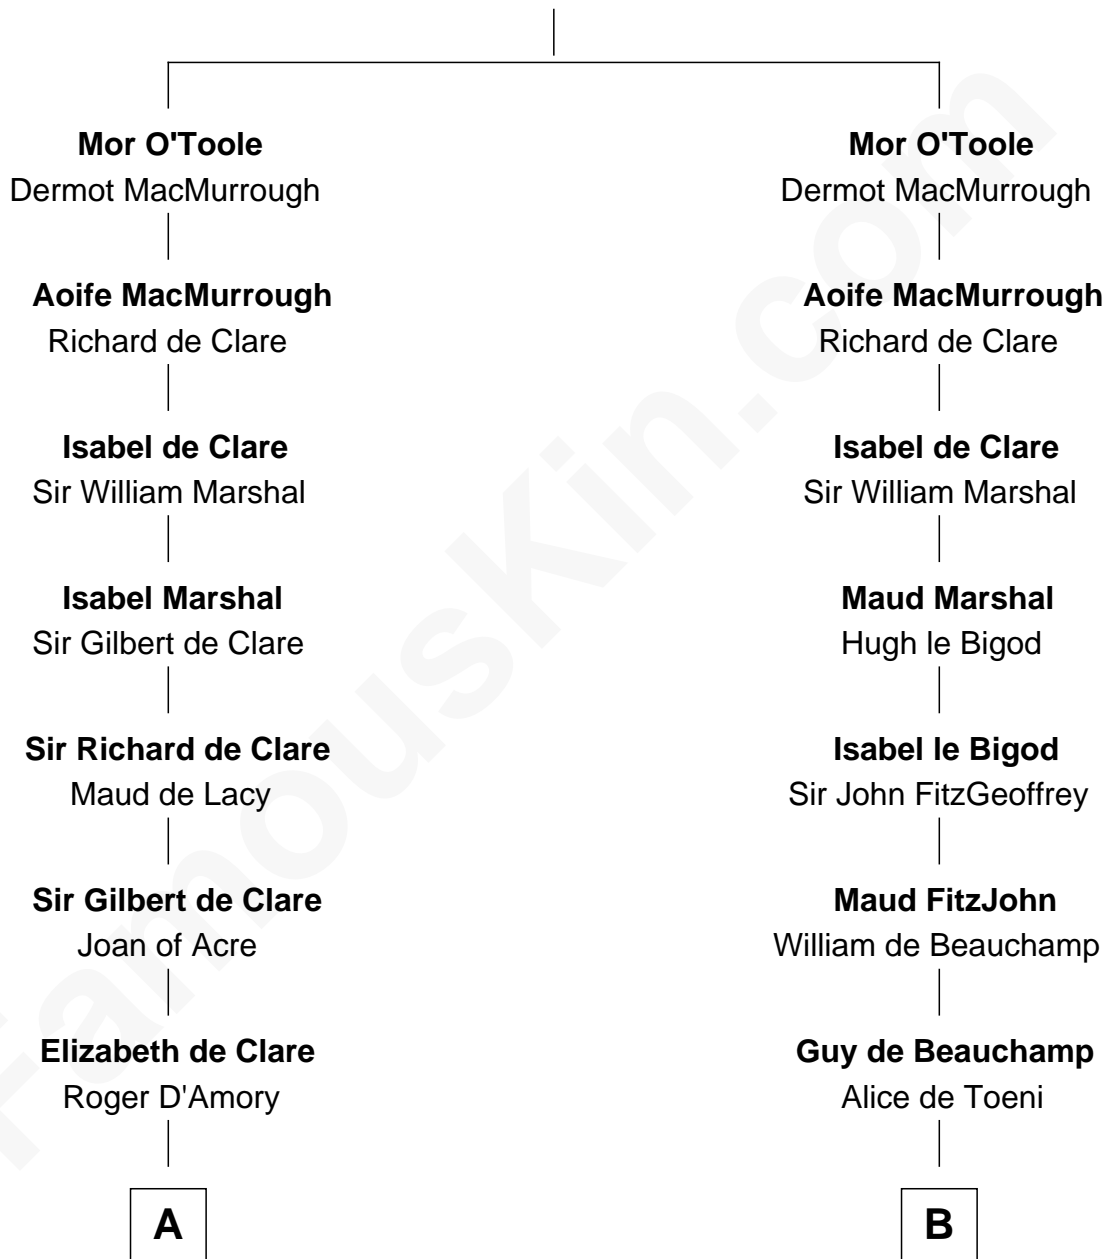 Mor O'Toole
Dermot MacMurrough
Aoife MacMurrough
Richard de Clare
Isabel de Clare
Sir William Marshal
Isabel Marshal
Sir Gilbert de Clare
Sir Richard de Clare
Maud de Lacy
Sir Gilbert de Clare
Joan of Acre
Elizabeth de Clare
Roger D'Amory
A
Mor O'Toole
Dermot MacMurrough
Aoife MacMurrough
Richard de Clare
Isabel de Clare
Sir William Marshal
Maud Marshal
Hugh le Bigod
Isabel le Bigod
Sir John FitzGeoffrey
Maud FitzJohn
William de Beauchamp
Guy de Beauchamp
Alice de Toeni
B
FamousKin.com